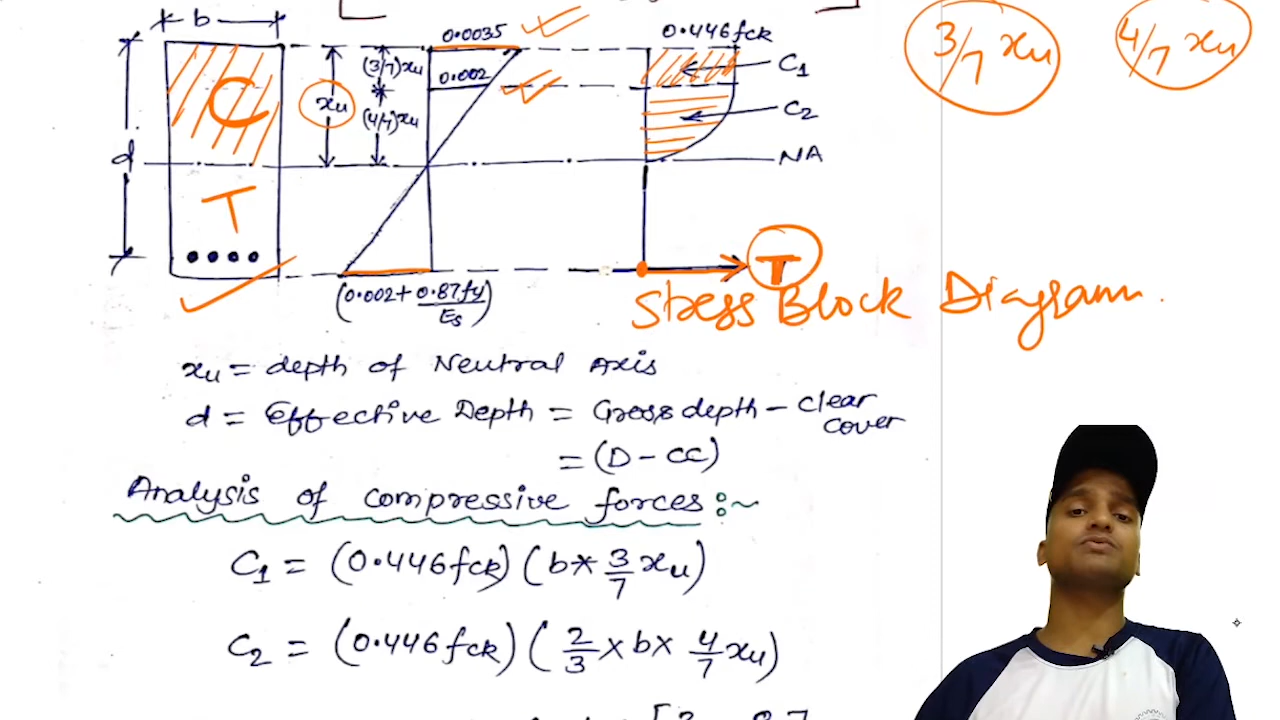 b
0.0035
0.446fck
3/7 xu
4/7 xu
(3/7)xu
C1
0.002
C
xu
(4/7)xu
C2
d
NA
T
T
(0.002 + 0.87fy/Es)
Stress Block Diagram.
xu = depth of Neutral Axis
d = Effective Depth = Gross depth - clear cover
= (D - CC)
Analysis of compressive forces :~
C1 = (0.446fck) (b* 3/7 xu)
C2 = (0.446fck) ( 2/3 x b x 4/7 xu)